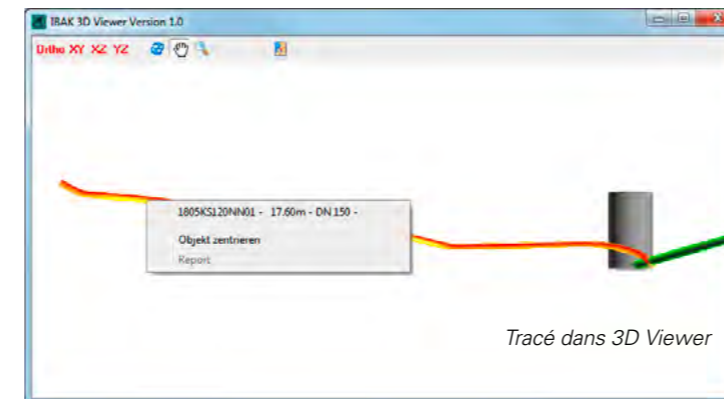 IBAK 3D Viewer Version 1.0
Ortho XY XZ YZ
1805KS120NN01 - 17.60m - DN 150 -
Objekt zentrieren
Report
Tracé dans 3D Viewer